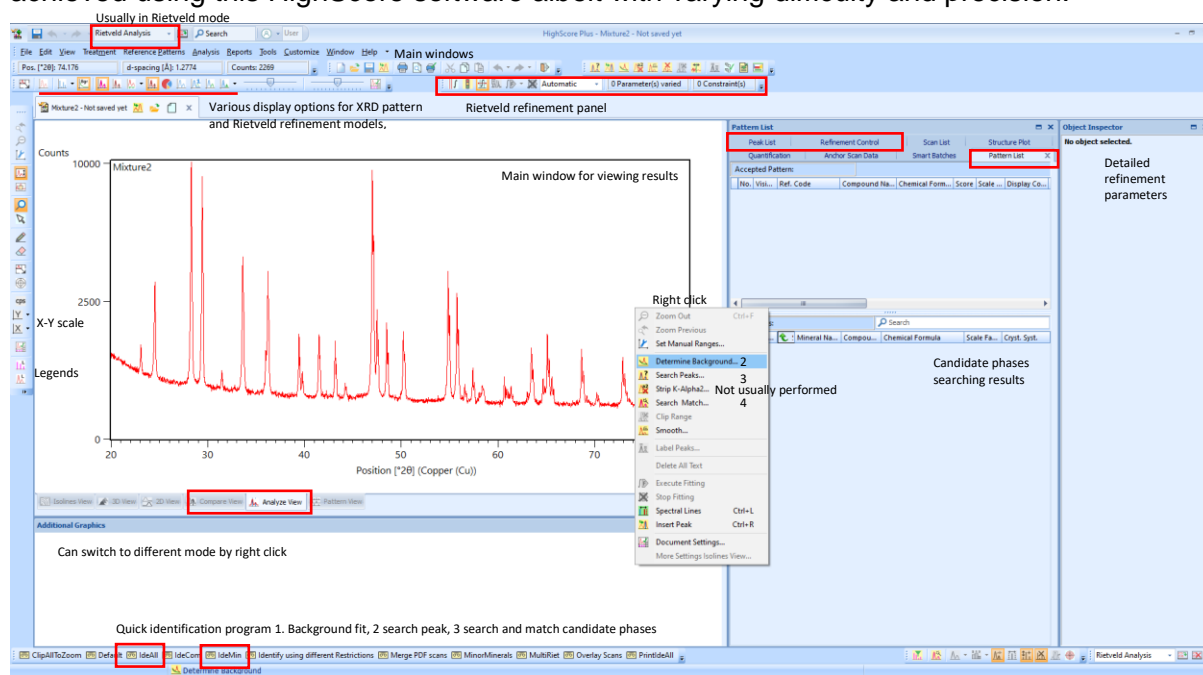 achieved using this HighScore software albeit with varying difficulty and precision.
Usually in Rietveld mode
Rietveld Analysis Search User HighScore Plus - Mixture2 - Not saved yet
File Edit View Treatment Reference Patterns Analysis Reports Tools Customize Window Help
Main windows
Pos. [°2θ]: 74.176 d-spacing [Å]: 1.2774 Counts: 2269
Automatic 0 Parameter(s) varied 0 Constraint(s)
Mixture2 - Not saved yet x
Various display options for XRD pattern
and Rietveld refinement models,
Rietveld refinement panel
Pattern List
Object Inspector
Peak List Refinement Control Scan List Structure Plot
No object selected.
Quantification Anchor Scan Data Smart Batches Pattern List X
Accepted Pattern:
No. Visi... Ref. Code Compound Na... Chemical Form... Score Scale ... Display Co...
Detailed
refinement
parameters
Counts
10000
Mixture2
Main window for viewing results
2500
0
20 30 40 50 60 70
Position [°2θ] (Copper (Cu))
X-Y scale
Legends
cps
Y
X
Right click
Zoom Out Ctrl+F
Zoom Previous
Set Manual Ranges...
Determine Background... 2
Search Peaks... 3
Strip K-Alpha2... Not usually performed
Search Match... 4
Clip Range
Smooth...
Label Peaks...
Delete All Text
Execute Fitting
Stop Fitting
Spectral Lines Ctrl+L
Insert Peak Ctrl+R
Document Settings...
More Settings Isolines View...
Search
Mineral Na... Compou... Chemical Formula Scale Fa... Cryst. Syst.
Candidate phases
searching results
Isolines View 3D View 2D View Compare View Analyze View Pattern View
Additional Graphics
Can switch to different mode by right click
Quick identification program 1. Background fit, 2 search peak, 3 search and match candidate phases
ClipAllToZoom Default IdeAll IdeCom IdeMin Identify using different Restrictions Merge PDF scans MinorMinerals MultiRiet Overlay Scans PrintIdeAll
Rietveld Analysis
Determine Background